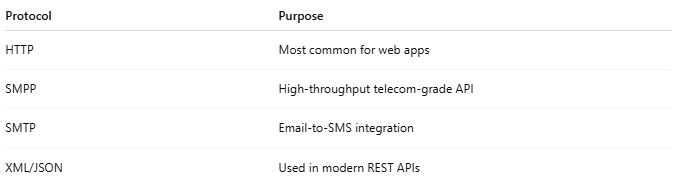 Protocol Purpose
HTTP Most common for web apps
SMPP High-throughput telecom-grade API
SMTP Email-to-SMS integration
XML/JSON Used in modern REST APIs